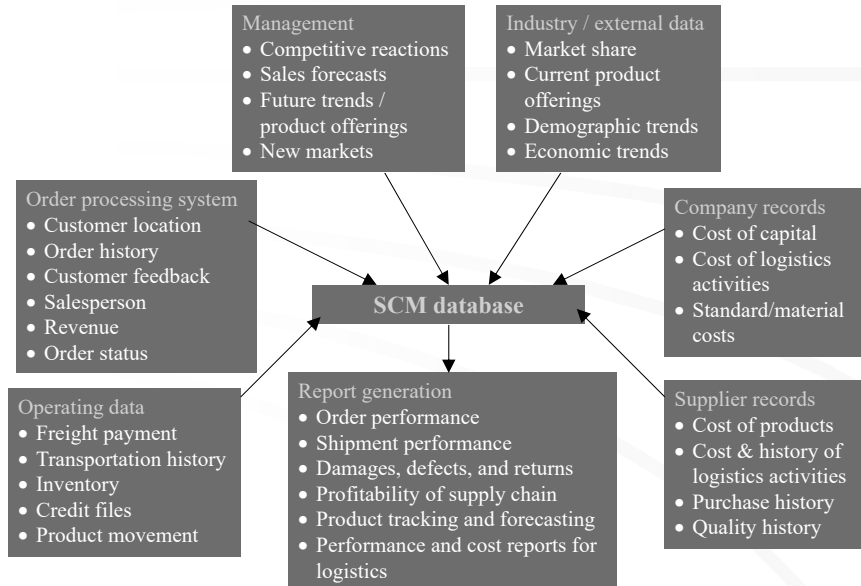 Management
• Competitive reactions
• Sales forecasts
• Future trends /
product offerings
• New markets
Industry / external data
• Market share
• Current product
offerings
• Demographic trends
• Economic trends
Order processing system
• Customer location
• Order history
• Customer feedback
• Salesperson
• Revenue
• Order status
Company records
• Cost of capital
• Cost of logistics
activities
• Standard/material
costs
SCM database
Operating data
• Freight payment
• Transportation history
• Inventory
• Credit files
• Product movement
Report generation
• Order performance
• Shipment performance
• Damages, defects, and returns
• Profitability of supply chain
• Product tracking and forecasting
• Performance and cost reports for
logistics
Supplier records
• Cost of products
• Cost & history of
logistics activities
• Purchase history
• Quality history